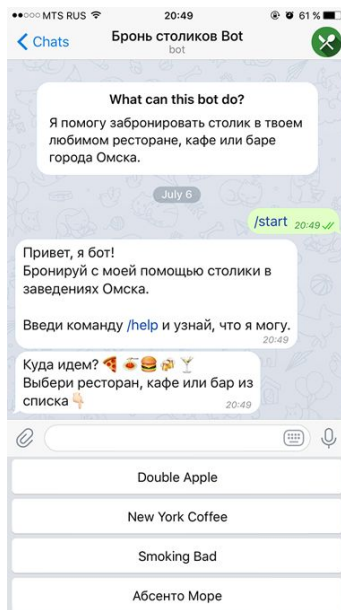 MTS RUS 20:49 61 %
Chats Бронь столиков Bot
bot
What can this bot do?
Я помогу забронировать столик в твоем
любимом ресторане, кафе или баре
города Омска.
July 6
/start 20:49
Привет, я бот!
Бронируй с моей помощью столики в
заведениях Омска.
Введи команду /help и узнай, что я могу.
20:49
Куда идем? 🍕🍝🍔🍻🍸
Выбери ресторан, кафе или бар из
списка 👇🏻 20:49
Double Apple
New York Coffee
Smoking Bad
Абсенто Море